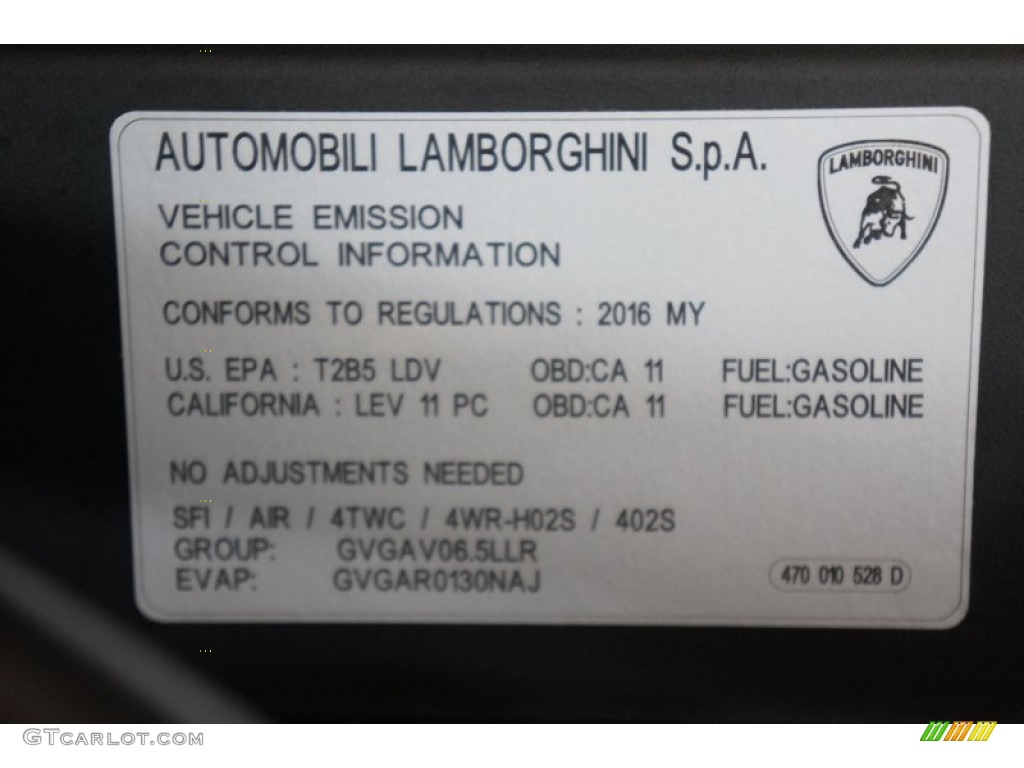 AUTOMOBILI LAMBORGHINI S.p.A.
LAMBORGHINI
VEHICLE EMISSION
CONTROL INFORMATION
CONFORMS TO REGULATIONS : 2016 MY
U.S. EPA : T2B5 LDV OBD:CA 11 FUEL:GASOLINE
CALIFORNIA : LEV 11 PC OBD:CA 11 FUEL:GASOLINE
NO ADJUSTMENTS NEEDED
SFI / AIR / 4TWC / 4WR-H02S / 402S
GROUP: GVGAV06.5LLR
EVAP: GVGAR0130NAJ
470 010 528 D
GTCARLOT.COM